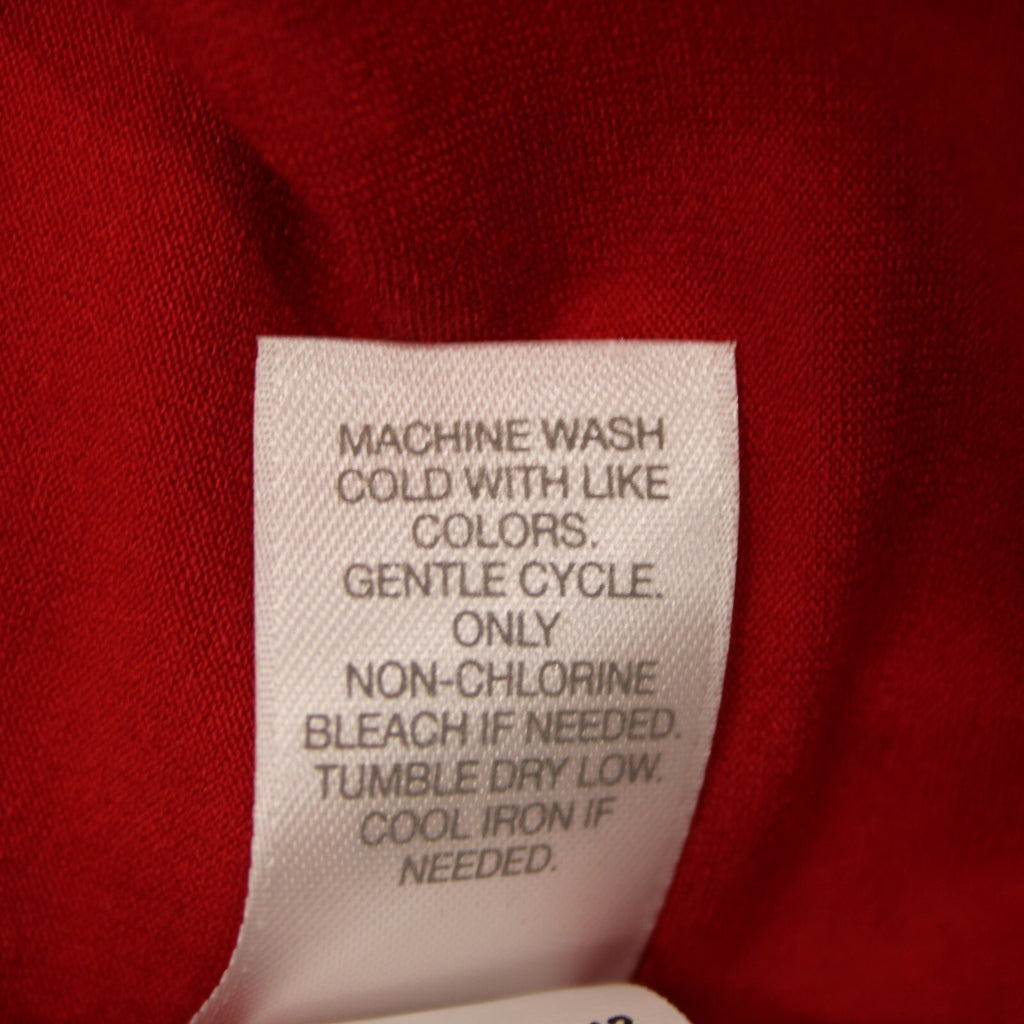 MACHINE WASH
COLD WITH LIKE
COLORS.
GENTLE CYCLE.
ONLY
NON-CHLORINE
BLEACH IF NEEDED.
TUMBLE DRY LOW.
COOL IRON IF
NEEDED.